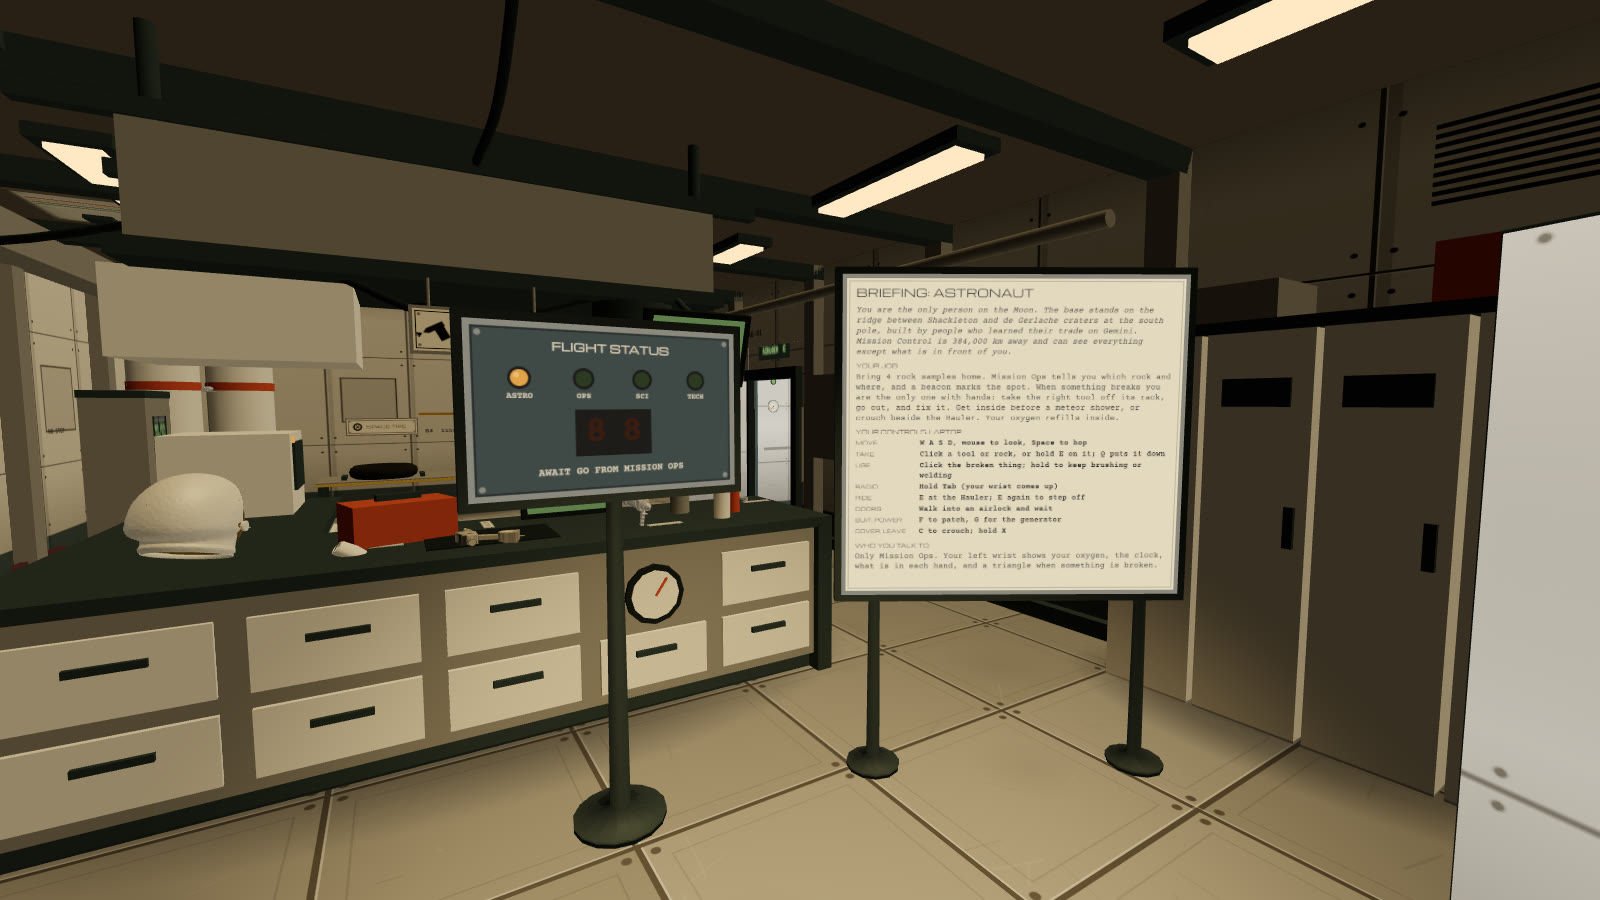 FLIGHT STATUS
ASTRO OPS SCI TECH
8 8
AWAIT GO FROM MISSION OPS
BRIEFING: ASTRONAUT
You are the only person on the Moon. The base stands on the
ridge between Shackleton and de Gerlache craters at the south
pole, built by people who learned their trade on Gemini.
Mission Control is 384,000 km away and can see everything
except what is in front of you.
YOUR JOB
Bring 4 rock samples home. Mission Ops tells you which rock and
where, and a beacon marks the spot. When something breaks you
are the only one with hands: take the right tool off its rack,
go out, and fix it. Get inside before a meteor shower, or
crouch beside the Hauler. Your oxygen refills inside.
YOUR CONTROLS, LAPTOP
MOVE W A S D, mouse to look, Space to hop
TAKE Click a tool or rock, or hold E on it; Q puts it down
USE Click the broken thing; hold to keep brushing or
welding
RADIO Hold Tab (your wrist comes up)
RIDE E at the Hauler; E again to step off
DOORS Walk into an airlock and wait
SUIT POWER F to patch, G for the generator
COVER, LEAVE C to crouch; hold X
WHO YOU TALK TO
Only Mission Ops. Your left wrist shows your oxygen, the clock,
what is in each hand, and a triangle when something is broken.